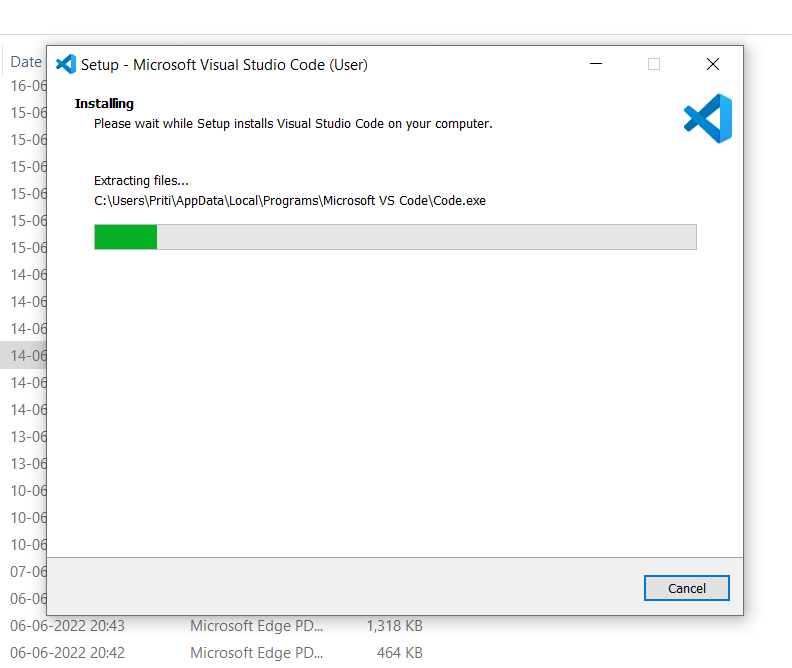 Setup - Microsoft Visual Studio Code (User)
Installing
Please wait while Setup installs Visual Studio Code on your computer.
Extracting files...
C:\Users\Priti\AppData\Local\Programs\Microsoft VS Code\Code.exe
Cancel
Date
16-06
15-06
15-06
15-06
15-06
15-06
15-06
14-06
14-06
14-06
14-06
14-06
14-06
13-06
13-06
10-06
10-06
10-06
07-06
06-06
06-06-2022 20:43 Microsoft Edge PD... 1,318 KB
06-06-2022 20:42 Microsoft Edge PD... 464 KB